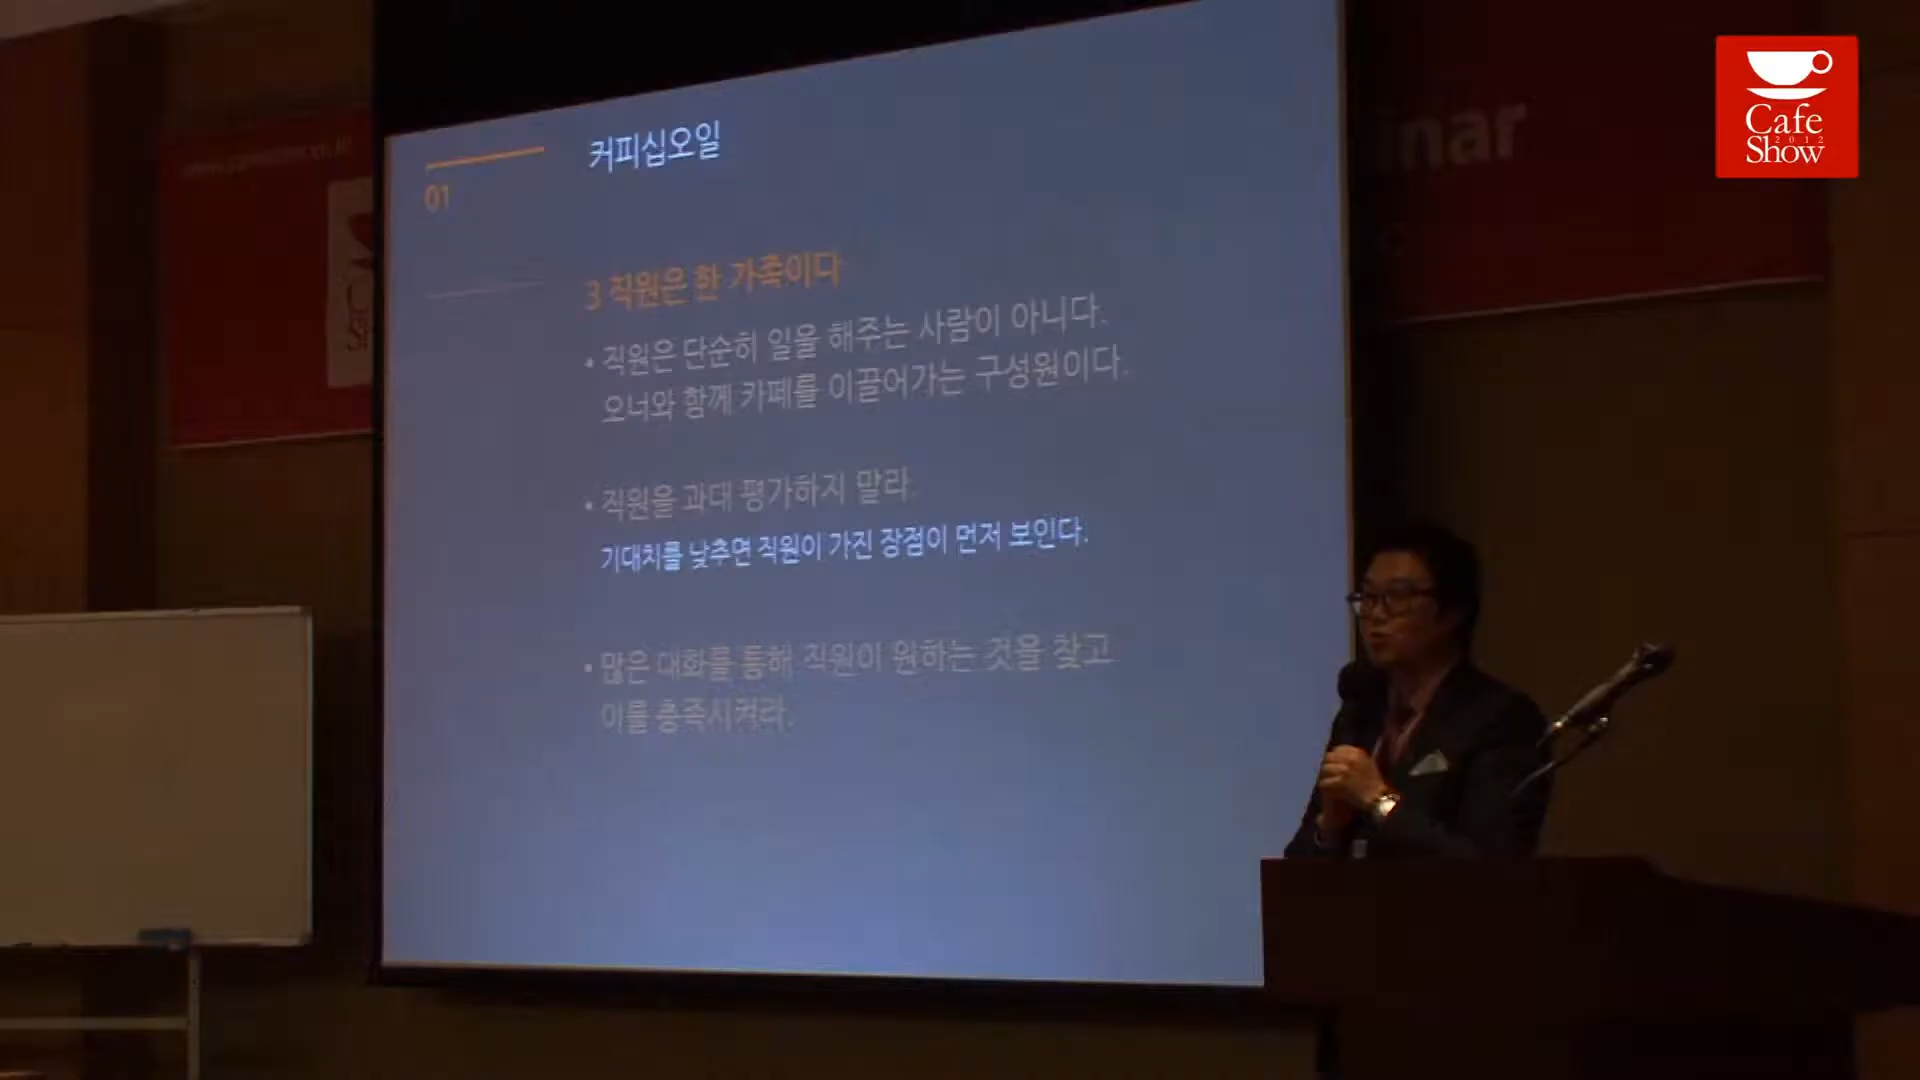 커피십오일
01
3 직원은 한 가족이다
• 직원은 단순히 일을 해주는 사람이 아니다.
오너와 함께 카페를 이끌어가는 구성원이다.
• 직원을 과대 평가하지 말라.
기대치를 낮추면 직원이 가진 장점이 먼저 보인다.
• 많은 대화를 통해 직원이 원하는 것을 찾고
이를 충족시켜라.
inar
Cafe
2012
Show